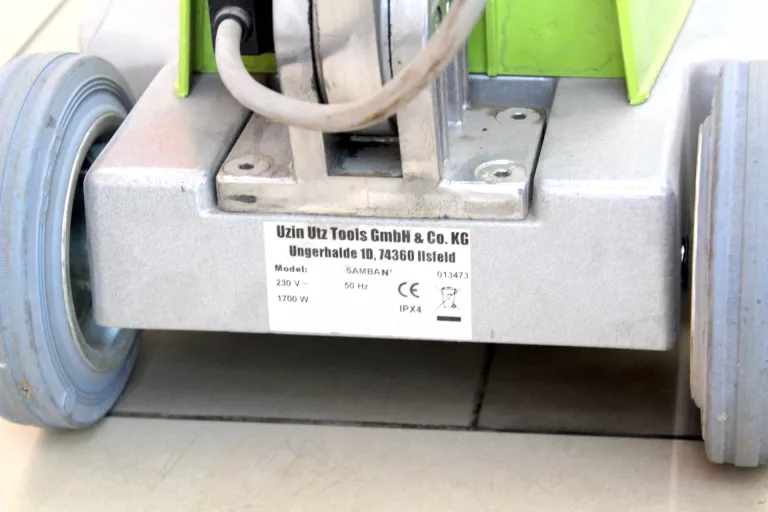 Uzin Utz Tools GmbH & Co. KG
Ungerhalde 1D, 74360 Ilsfeld
Model: SAMBA N° 013473
230 V ~ 50 Hz CE
1700 W IPX4